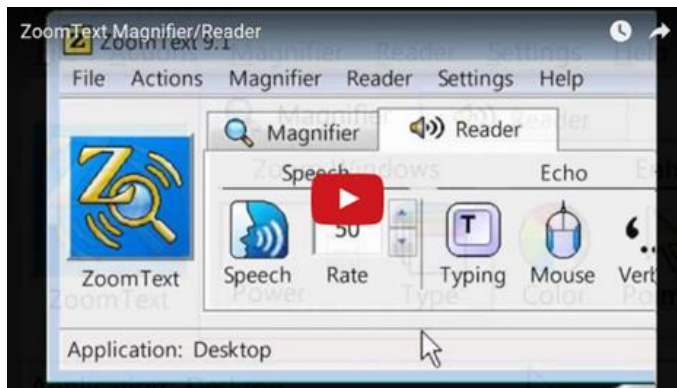 ZoomText Magnifier/Reader
ZoomText 9.1
File Actions Magnifier Reader Settings Help
Magnifier Reader
Speech Echo
50
ZoomText Speech Rate Typing Mouse Verb
Application: Desktop